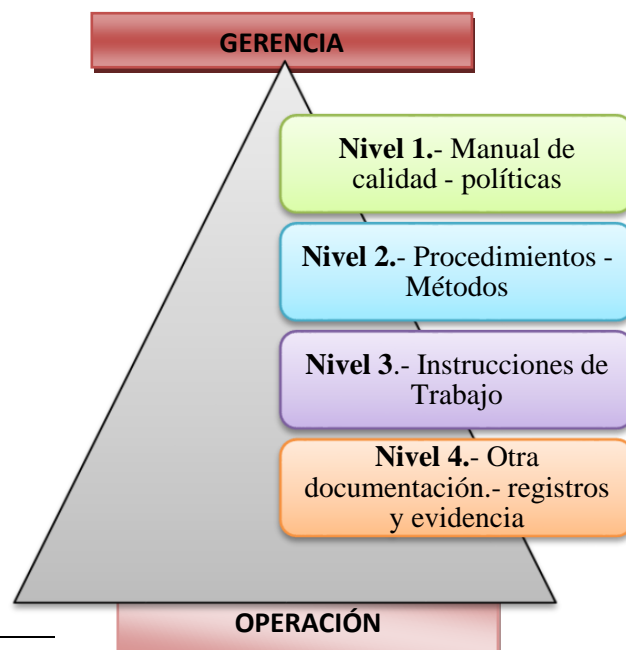 GERENCIA
Nivel 1.- Manual de
calidad - políticas
Nivel 2.- Procedimientos -
Métodos
Nivel 3.- Instrucciones de
Trabajo
Nivel 4.- Otra
documentación.- registros
y evidencia
OPERACIÓN